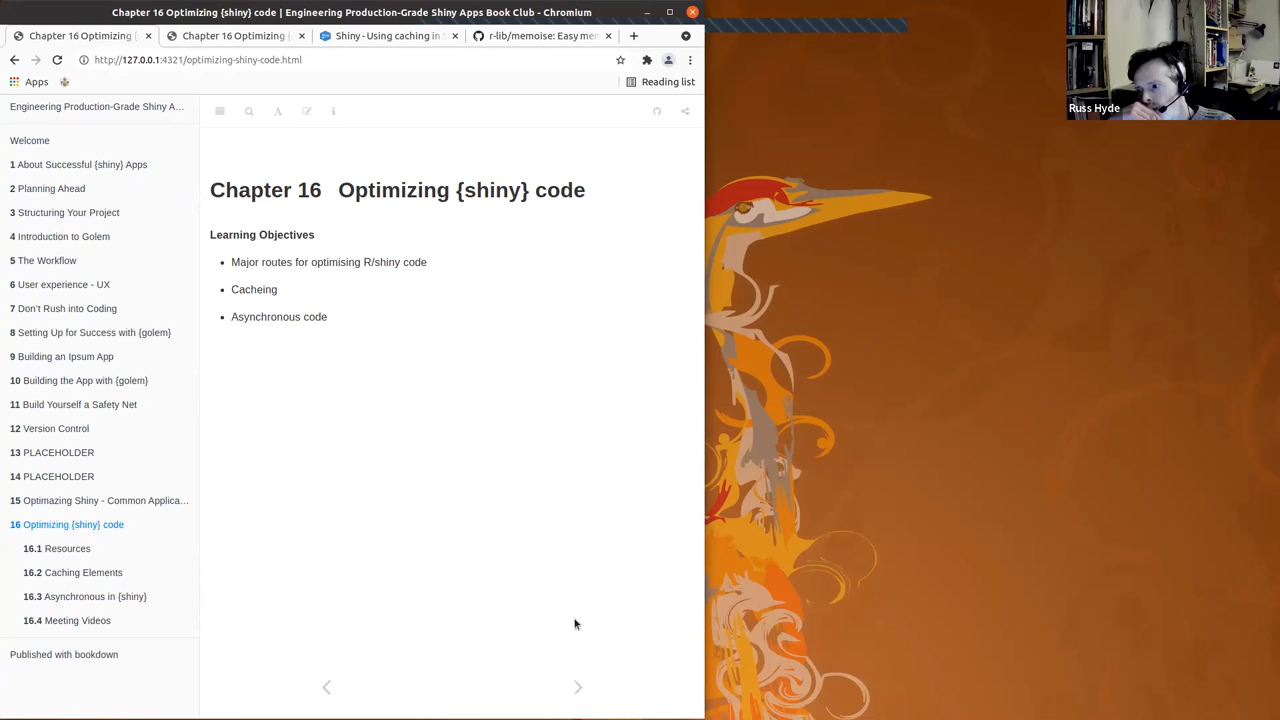 Chapter 16 Optimizing {shiny} code | Engineering Production-Grade Shiny Apps Book Club - Chromium
Chapter 16 Optimizing
Chapter 16 Optimizing
Shiny - Using caching in
r-lib/memoise: Easy mem
http://127.0.0.1:4321/optimizing-shiny-code.html
Apps
Reading list
Russ Hyde
Engineering Production-Grade Shiny A...
Welcome
1 About Successful {shiny} Apps
2 Planning Ahead
3 Structuring Your Project
4 Introduction to Golem
5 The Workflow
6 User experience - UX
7 Don't Rush into Coding
8 Setting Up for Success with {golem}
9 Building an Ipsum App
10 Building the App with {golem}
11 Build Yourself a Safety Net
12 Version Control
13 PLACEHOLDER
14 PLACEHOLDER
15 Optimazing Shiny - Common Applica...
16 Optimizing {shiny} code
16.1 Resources
16.2 Caching Elements
16.3 Asynchronous in {shiny}
16.4 Meeting Videos
Published with bookdown
Chapter 16 Optimizing {shiny} code
Learning Objectives
• Major routes for optimising R/shiny code
• Cacheing
• Asynchronous code